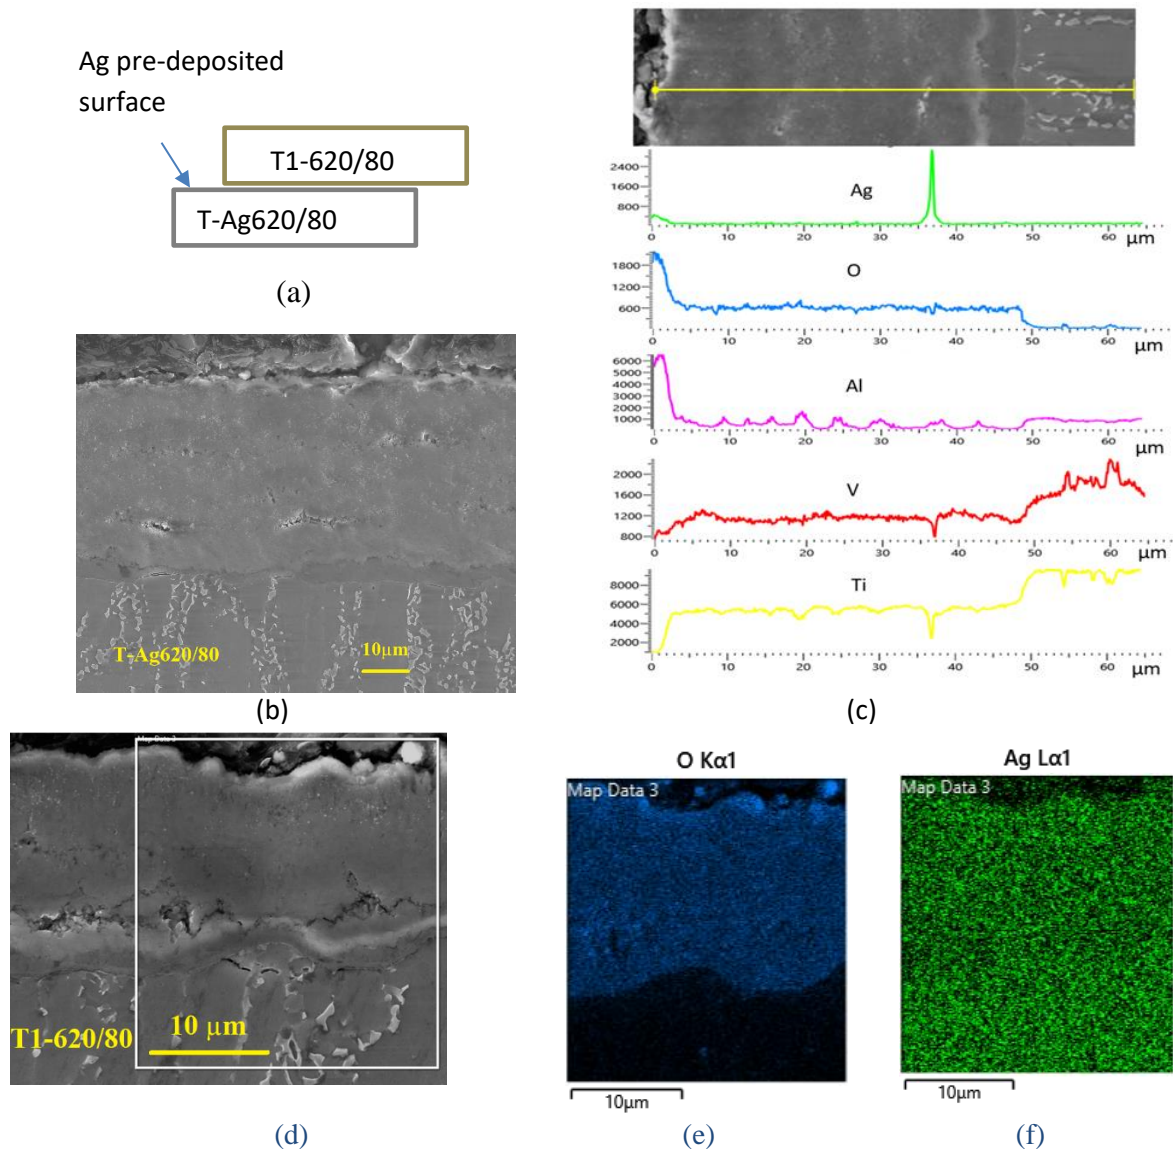 Ag pre-deposited
surface
T1-620/80
T-Ag620/80
(a)
T-Ag620/80
10μm
(b)
2400
1600
800
Ag
0 10 20 30 40 50 60
μm
1800
1200
600
O
0 10 20 30 40 50 60
μm
6000
5000
4000
3000
2000
1000
Al
0 10 20 30 40 50 60
μm
2000
1600
1200
800
V
0 10 20 30 40 50 60
μm
8000
6000
4000
2000
Ti
0 10 20 30 40 50 60
μm
(c)
Map Data 3
T1-620/80
10 μm
(d)
O Kα1
Map Data 3
10μm
(e)
Ag Lα1
Map Data 3
10μm
(f)